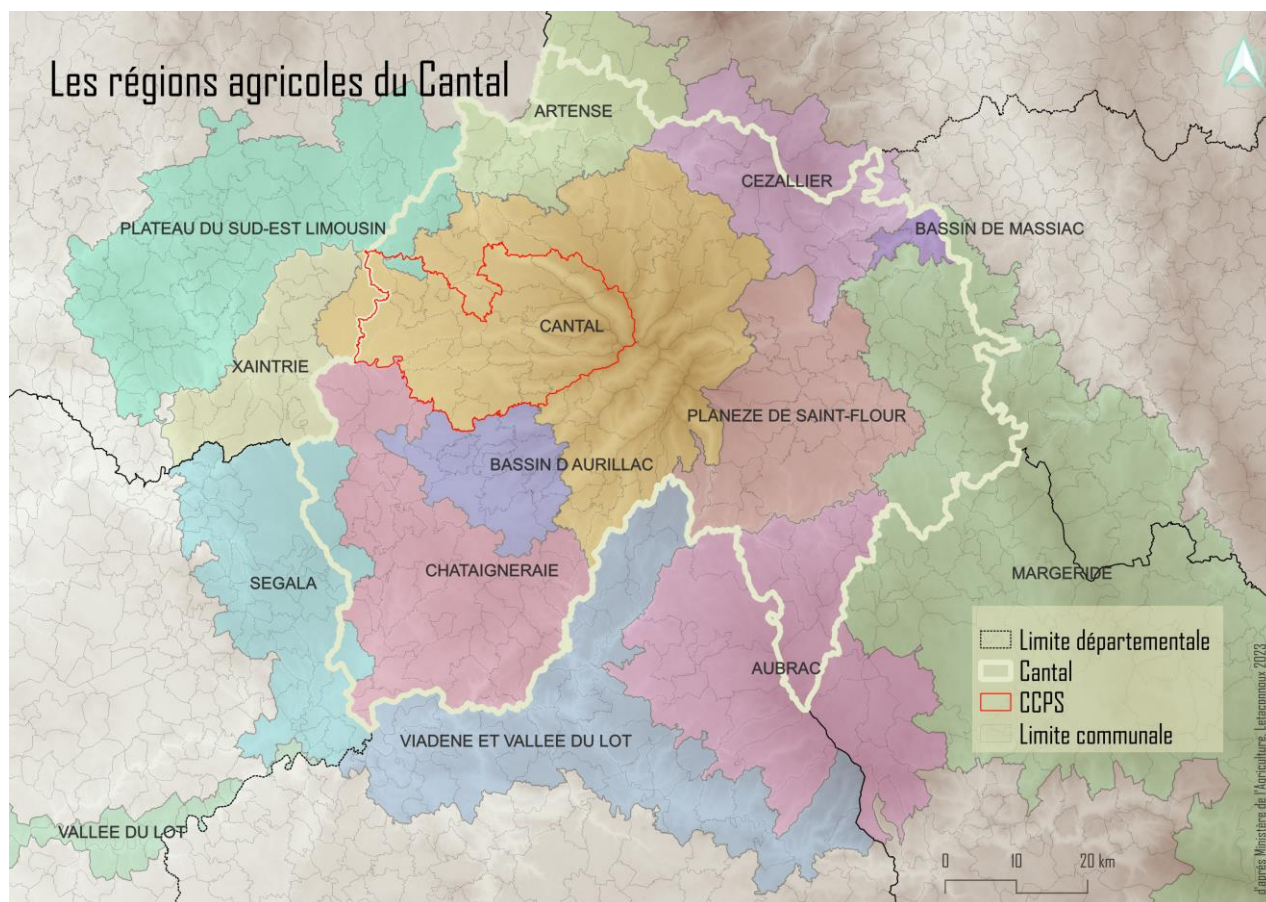 Les régions agricoles du Cantal
ARTENSE
CEZALLIER
PLATEAU DU SUD-EST LIMOUSIN
BASSIN DE MASSIAC
CANTAL
XAINTRIE
PLANEZE DE SAINT-FLOUR
BASSIN D AURILLAC
SEGALA
CHATAIGNERAIE
MARGERIDE
AUBRAC
VIADENE ET VALLEE DU LOT
VALLEE DU LOT
Limite départementale
Cantal
CCPS
Limite communale
0 10 20 km
d'après Ministère de l'Agriculture, Letaconnoux 2023